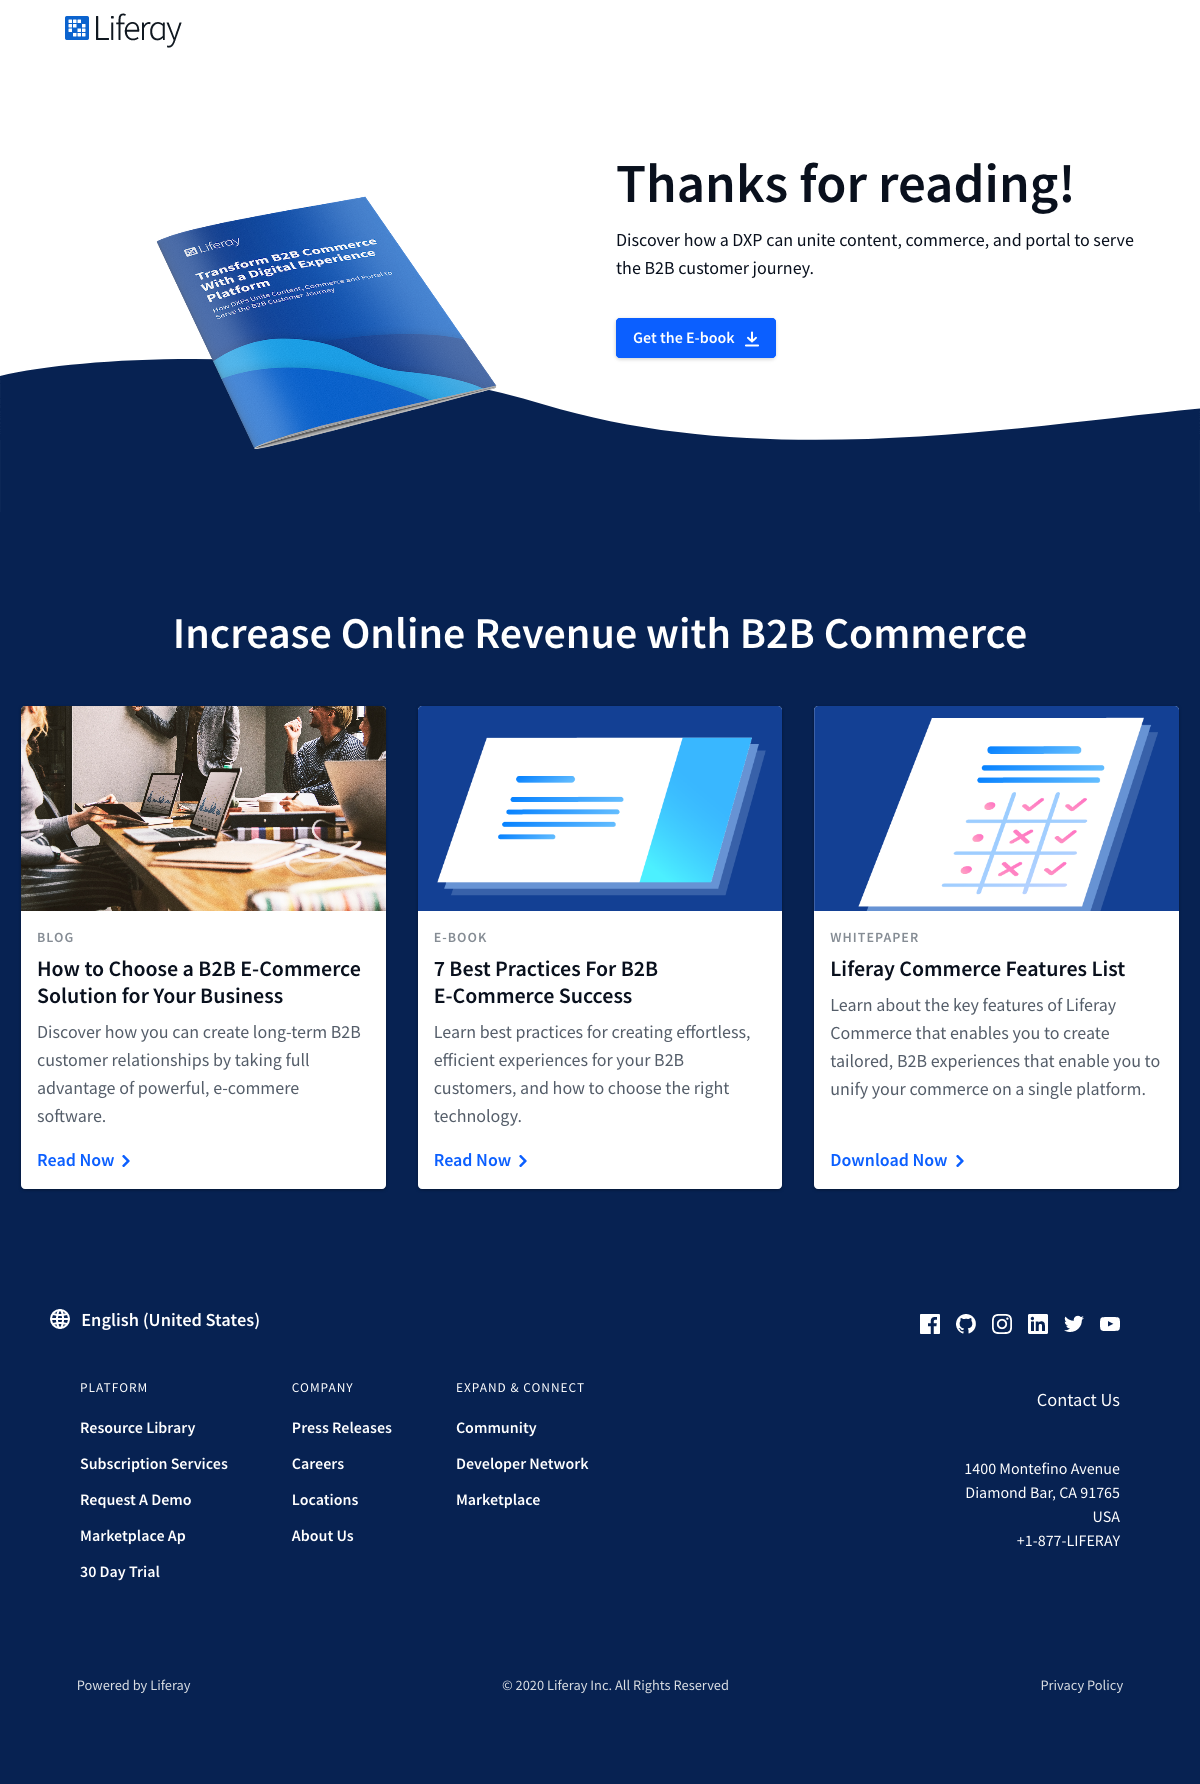 Liferay
Thanks for reading!
Discover how a DXP can unite content, commerce, and portal to serve
the B2B customer journey.
Get the E-book
Liferay
Transform B2B Commerce
With a Digital Experience
Platform
How DXPs Unite Content, Commerce and Portal to
Serve the B2B Customer Journey
Increase Online Revenue with B2B Commerce
BLOG
How to Choose a B2B E-Commerce
Solution for Your Business
Discover how you can create long-term B2B
customer relationships by taking full
advantage of powerful, e-commere
software.
Read Now
E-BOOK
7 Best Practices For B2B
E-Commerce Success
Learn best practices for creating effortless,
efficient experiences for your B2B
customers, and how to choose the right
technology.
Read Now
WHITEPAPER
Liferay Commerce Features List
Learn about the key features of Liferay
Commerce that enables you to create
tailored, B2B experiences that enable you to
unify your commerce on a single platform.
Download Now
English (United States)
PLATFORM
Resource Library
Subscription Services
Request A Demo
Marketplace Ap
30 Day Trial
COMPANY
Press Releases
Careers
Locations
About Us
EXPAND & CONNECT
Community
Developer Network
Marketplace
Contact Us
1400 Montefino Avenue
Diamond Bar, CA 91765
USA
+1-877-LIFERAY
Powered by Liferay
© 2020 Liferay Inc. All Rights Reserved
Privacy Policy